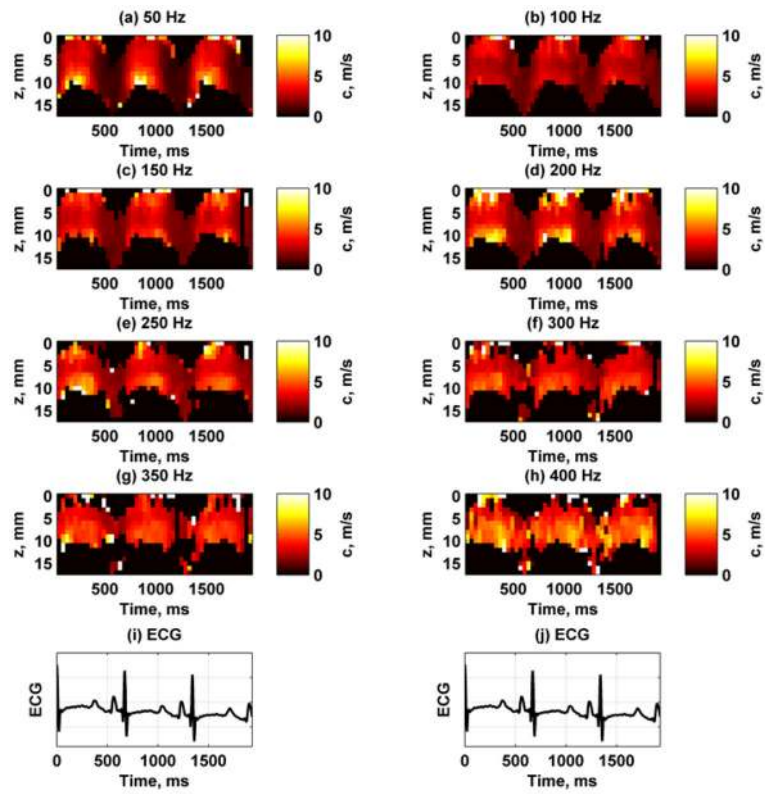 (a) 50 Hz
(b) 100 Hz
z, mm
0
5
10
15
500 1000 1500
Time, ms
10
5
0
c, m/s
z, mm
0
5
10
15
500 1000 1500
Time, ms
10
5
0
c, m/s
(c) 150 Hz
(d) 200 Hz
z, mm
0
5
10
15
500 1000 1500
Time, ms
10
5
0
c, m/s
z, mm
0
5
10
15
500 1000 1500
Time, ms
10
5
0
c, m/s
(e) 250 Hz
(f) 300 Hz
z, mm
0
5
10
15
500 1000 1500
Time, ms
10
5
0
c, m/s
z, mm
0
5
10
15
500 1000 1500
Time, ms
10
5
0
c, m/s
(g) 350 Hz
(h) 400 Hz
z, mm
0
5
10
15
500 1000 1500
Time, ms
10
5
0
c, m/s
z, mm
0
5
10
15
500 1000 1500
Time, ms
10
5
0
c, m/s
(i) ECG
(j) ECG
ECG
0 500 1000 1500
Time, ms
ECG
0 500 1000 1500
Time, ms